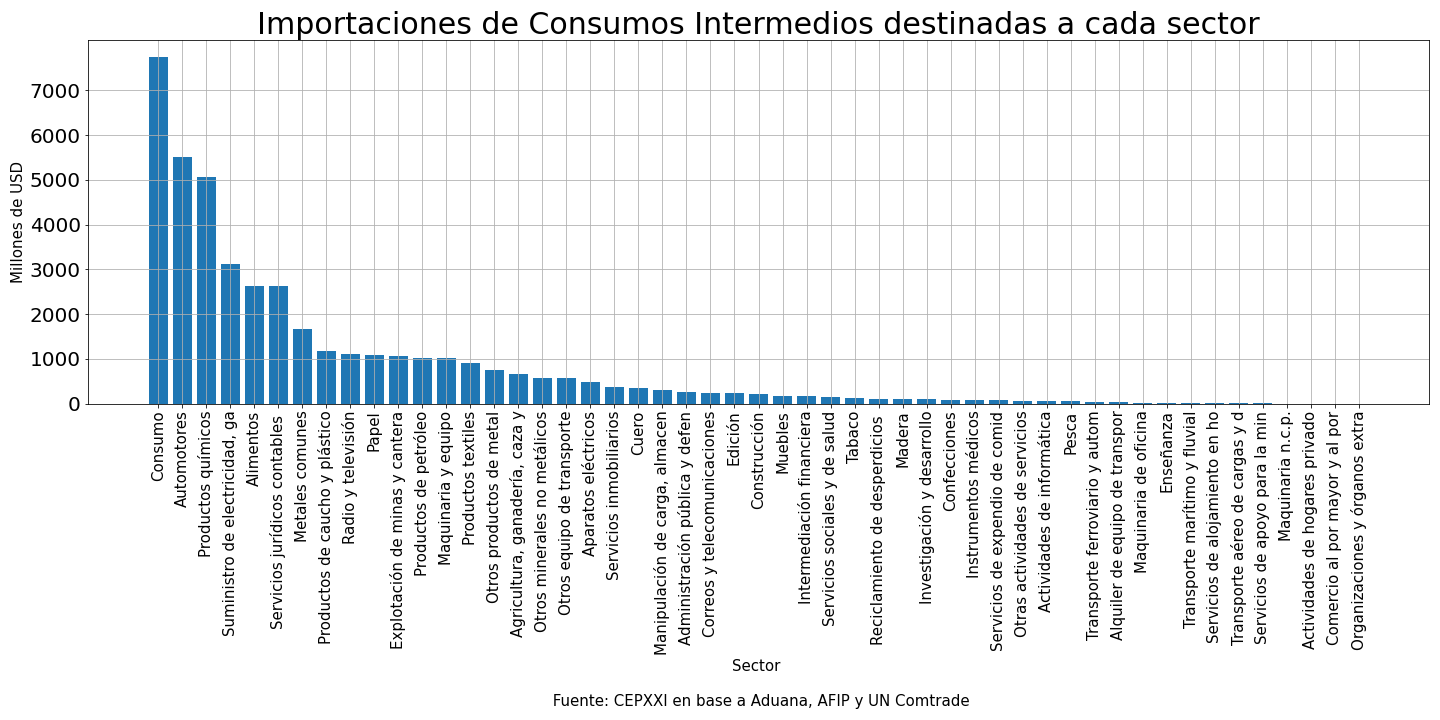 Importaciones de Consumos Intermedios destinadas a cada sector
Millones de USD
7000
6000
5000
4000
3000
2000
1000
0
Consumo
Automotores
Productos químicos
Suministro de electricidad, ga
Alimentos
Servicios jurídicos contables
Metales comunes
Productos de caucho y plástico
Radio y televisión
Papel
Explotación de minas y cantera
Productos de petróleo
Maquinaria y equipo
Productos textiles
Otros productos de metal
Agricultura, ganadería, caza y
Otros minerales no metálicos
Otros equipo de transporte
Aparatos eléctricos
Servicios inmobiliarios
Cuero
Manipulación de carga, almacen
Administración pública y defen
Correos y telecomunicaciones
Edición
Construcción
Muebles
Intermediación financiera
Servicios sociales y de salud
Tabaco
Reciclamiento de desperdicios
Madera
Investigación y desarrollo
Confecciones
Instrumentos médicos
Servicios de expendio de comid
Otras actividades de servicios
Actividades de informática
Pesca
Transporte ferroviario y autom
Alquiler de equipo de transpor
Maquinaria de oficina
Enseñanza
Transporte marítimo y fluvial
Servicios de alojamiento en ho
Transporte aéreo de cargas y d
Servicios de apoyo para la min
Maquinaria n.c.p.
Actividades de hogares privado
Comercio al por mayor y al por
Organizaciones y órganos extra
Sector
Fuente: CEPXXI en base a Aduana, AFIP y UN Comtrade